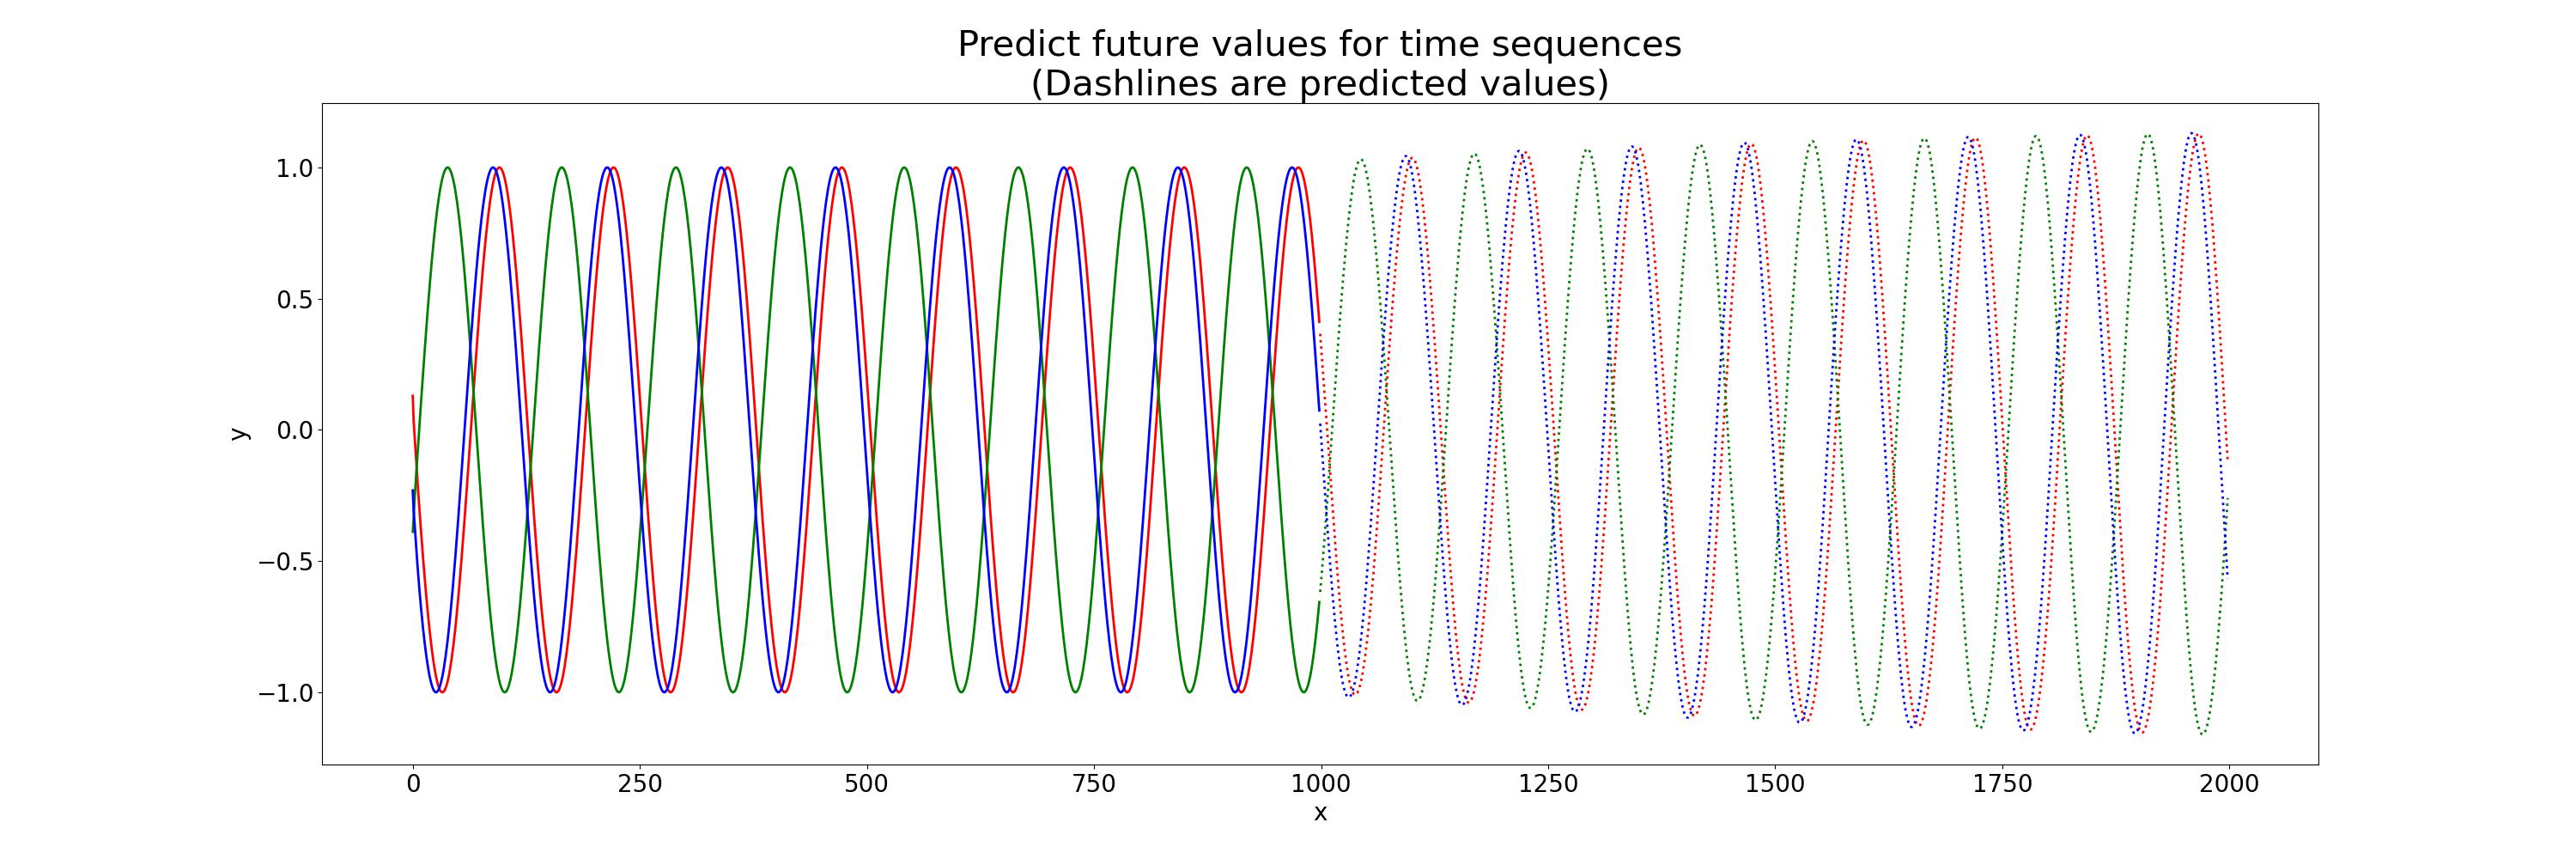 Predict future values for time sequences
(Dashlines are predicted values)
1.0
0.5
0.0
−0.5
−1.0
y
0 250 500 750 1000 1250 1500 1750 2000
x